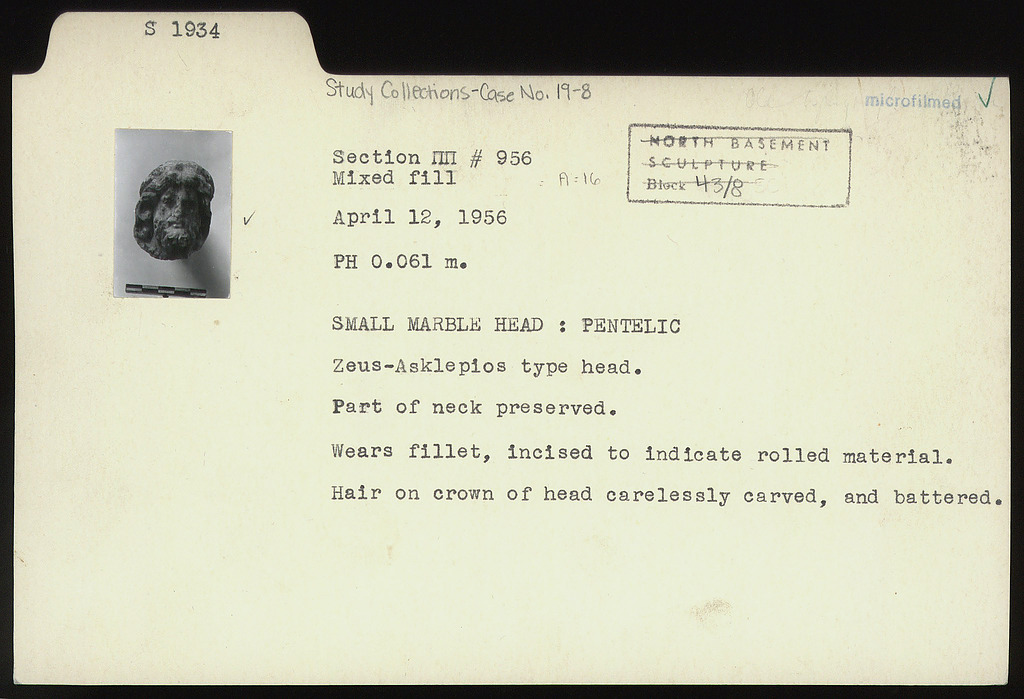 S 1934
Study Collections-Case No. 19-8
microfilmed
NORTH BASEMENT
SCULPTURE
Block 43/8
Section ΠΠ # 956
Mixed fill
A:16
April 12, 1956
PH 0.061 m.
SMALL MARBLE HEAD : PENTELIC
Zeus-Asklepios type head.
Part of neck preserved.
Wears fillet, incised to indicate rolled material.
Hair on crown of head carelessly carved, and battered.